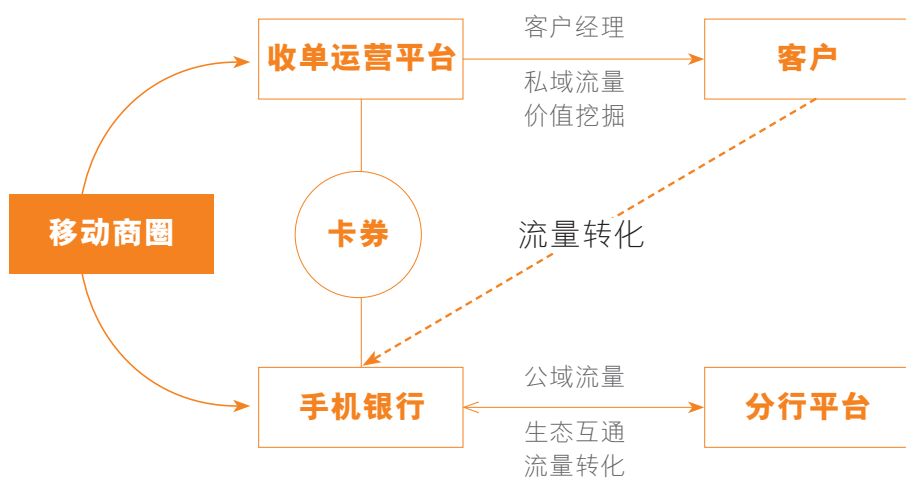 客户经理
收单运营平台
客户
私域流量
价值挖掘
移动商圈
卡券
流量转化
公域流量
手机银行
分行平台
生态互通
流量转化